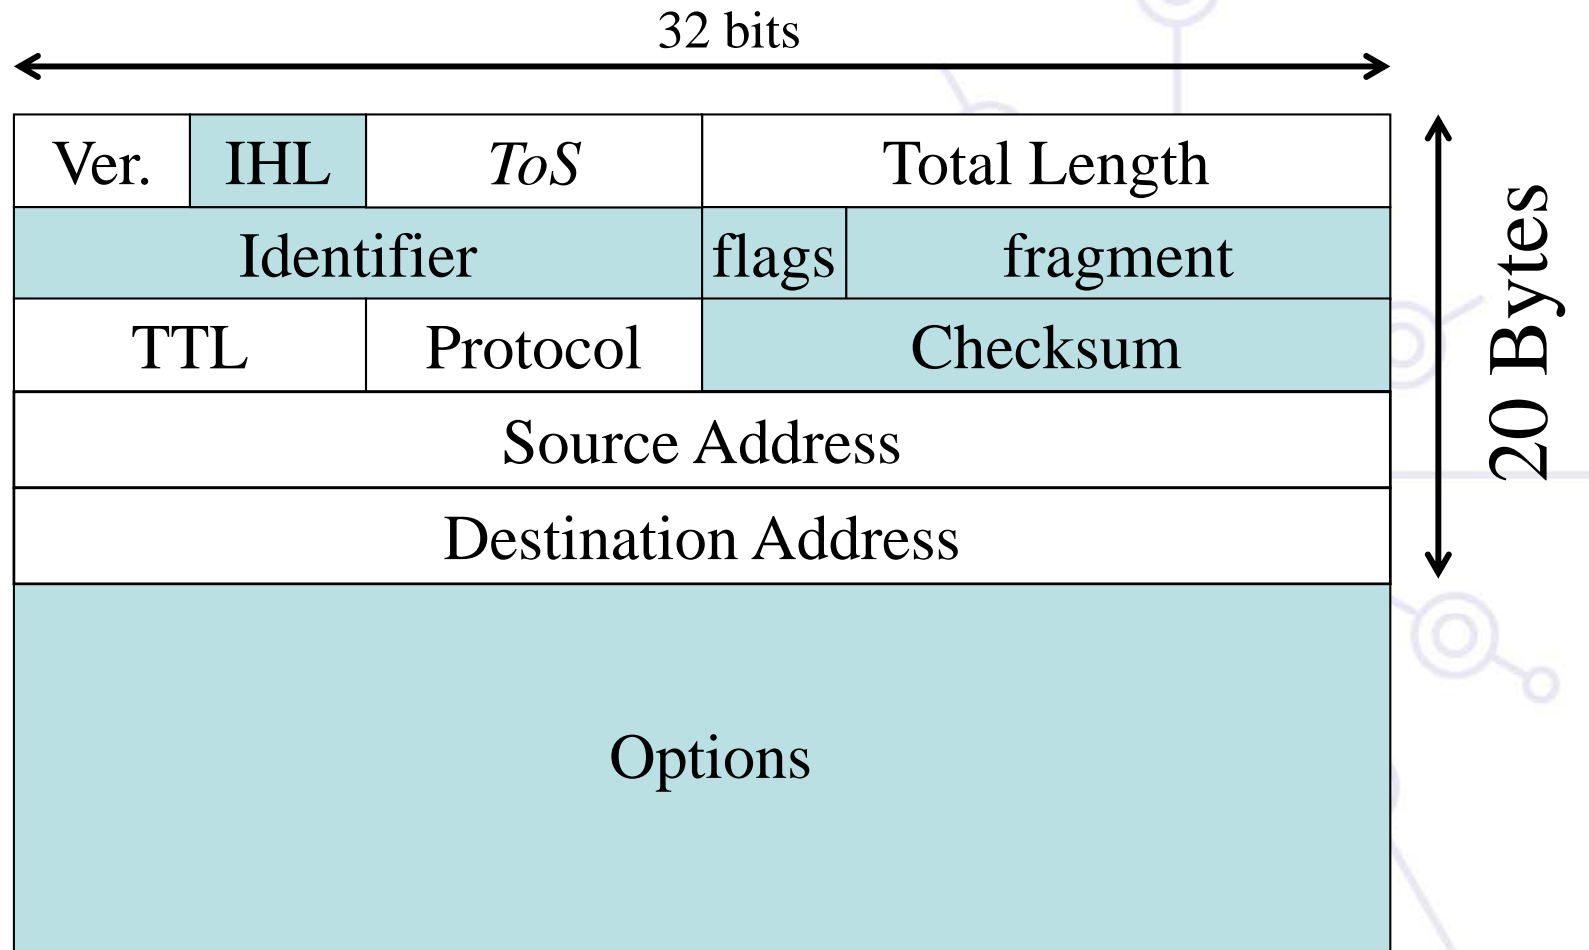 32 bits
Ver. IHL ToS Total Length
Identifier flags fragment
TTL Protocol Checksum
Source Address
Destination Address
Options
20 Bytes